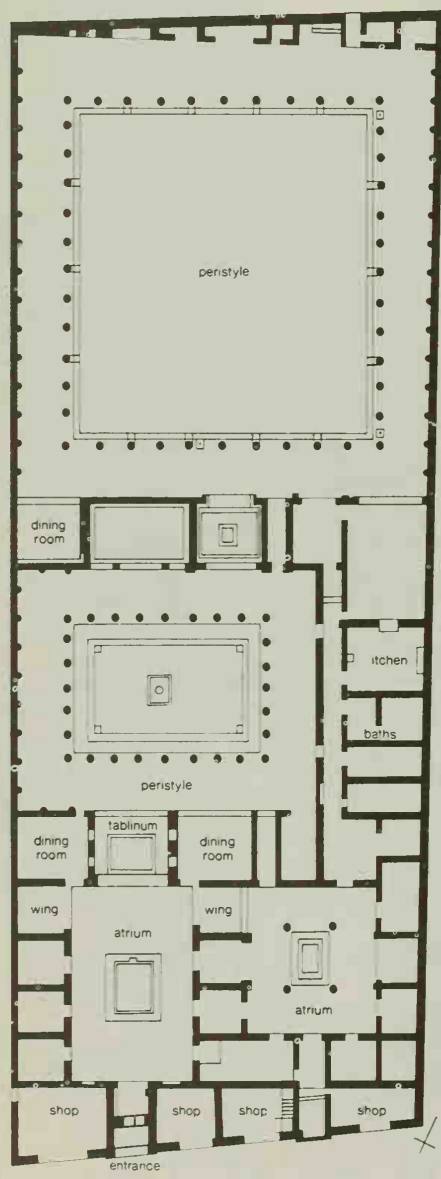 peristyle
dining
room
itchen
baths
peristyle
tablinum
dining
room
dining
room
wing
wing
atrium
atrium
shop
shop
shop
shop
entrance